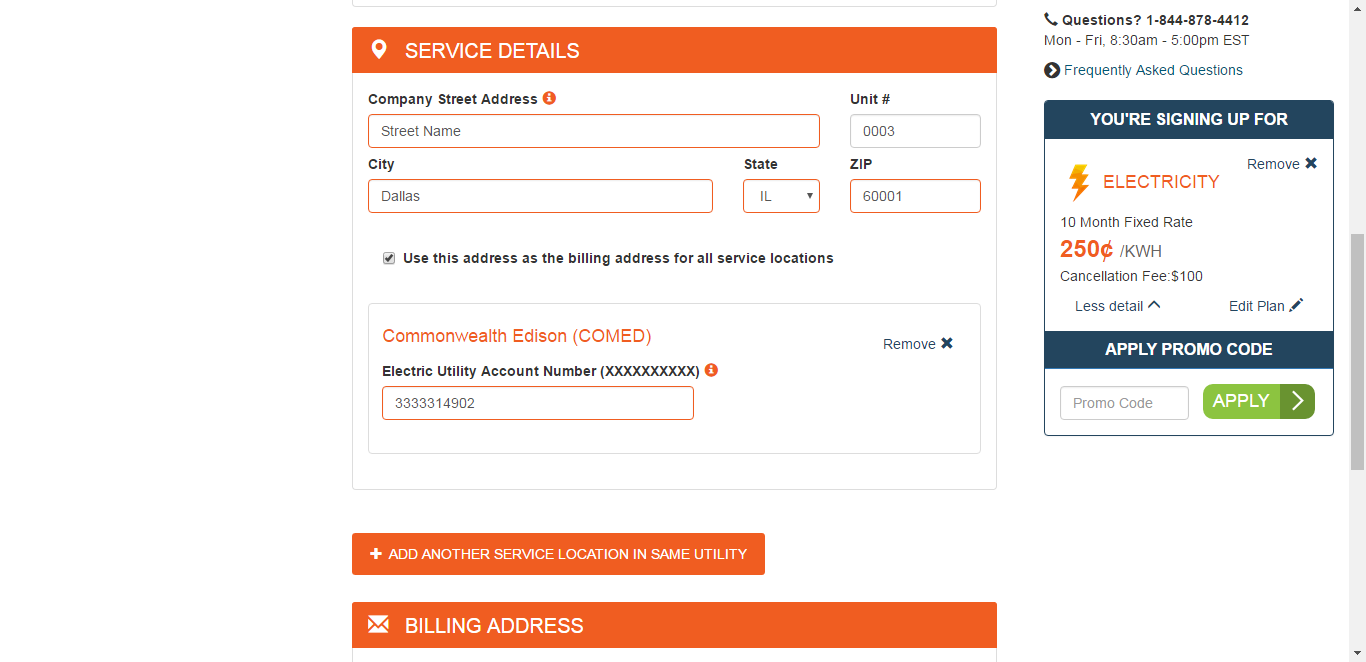 SERVICE DETAILS
Company Street Address
Unit #
Street Name
0003
City
State
ZIP
Dallas
IL
60001
Use this address as the billing address for all service locations
Commonwealth Edison (COMED)
Remove
Electric Utility Account Number (XXXXXXXXXX)
3333314902
ADD ANOTHER SERVICE LOCATION IN SAME UTILITY
BILLING ADDRESS
Questions? 1-844-878-4412
Mon - Fri, 8:30am - 5:00pm EST
Frequently Asked Questions
YOU'RE SIGNING UP FOR
Remove
ELECTRICITY
10 Month Fixed Rate
250¢ /KWH
Cancellation Fee:$100
Less detail
Edit Plan
APPLY PROMO CODE
Promo Code
APPLY